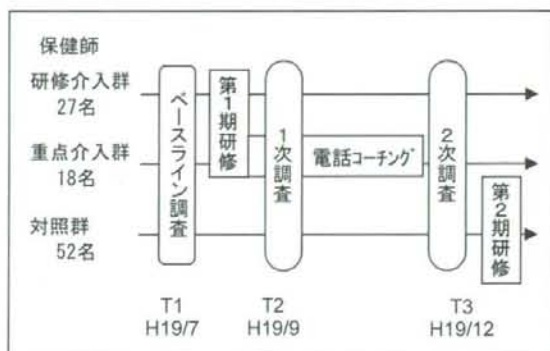 保健師
研修介入群
27名
重点介入群
18名
対照群
52名
ベースライン調査
第1期研修
1次調査
電話コーチング
2次調査
第2期研修
T1
H19/7
T2
H19/9
T3
H19/12